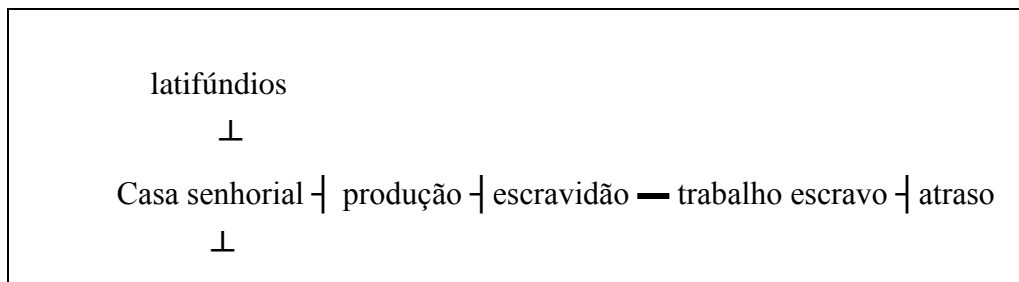 latifúndios
⊥
Casa senhorial ┤ produção ┤escravidão ━ trabalho escravo ┤atraso
⊥